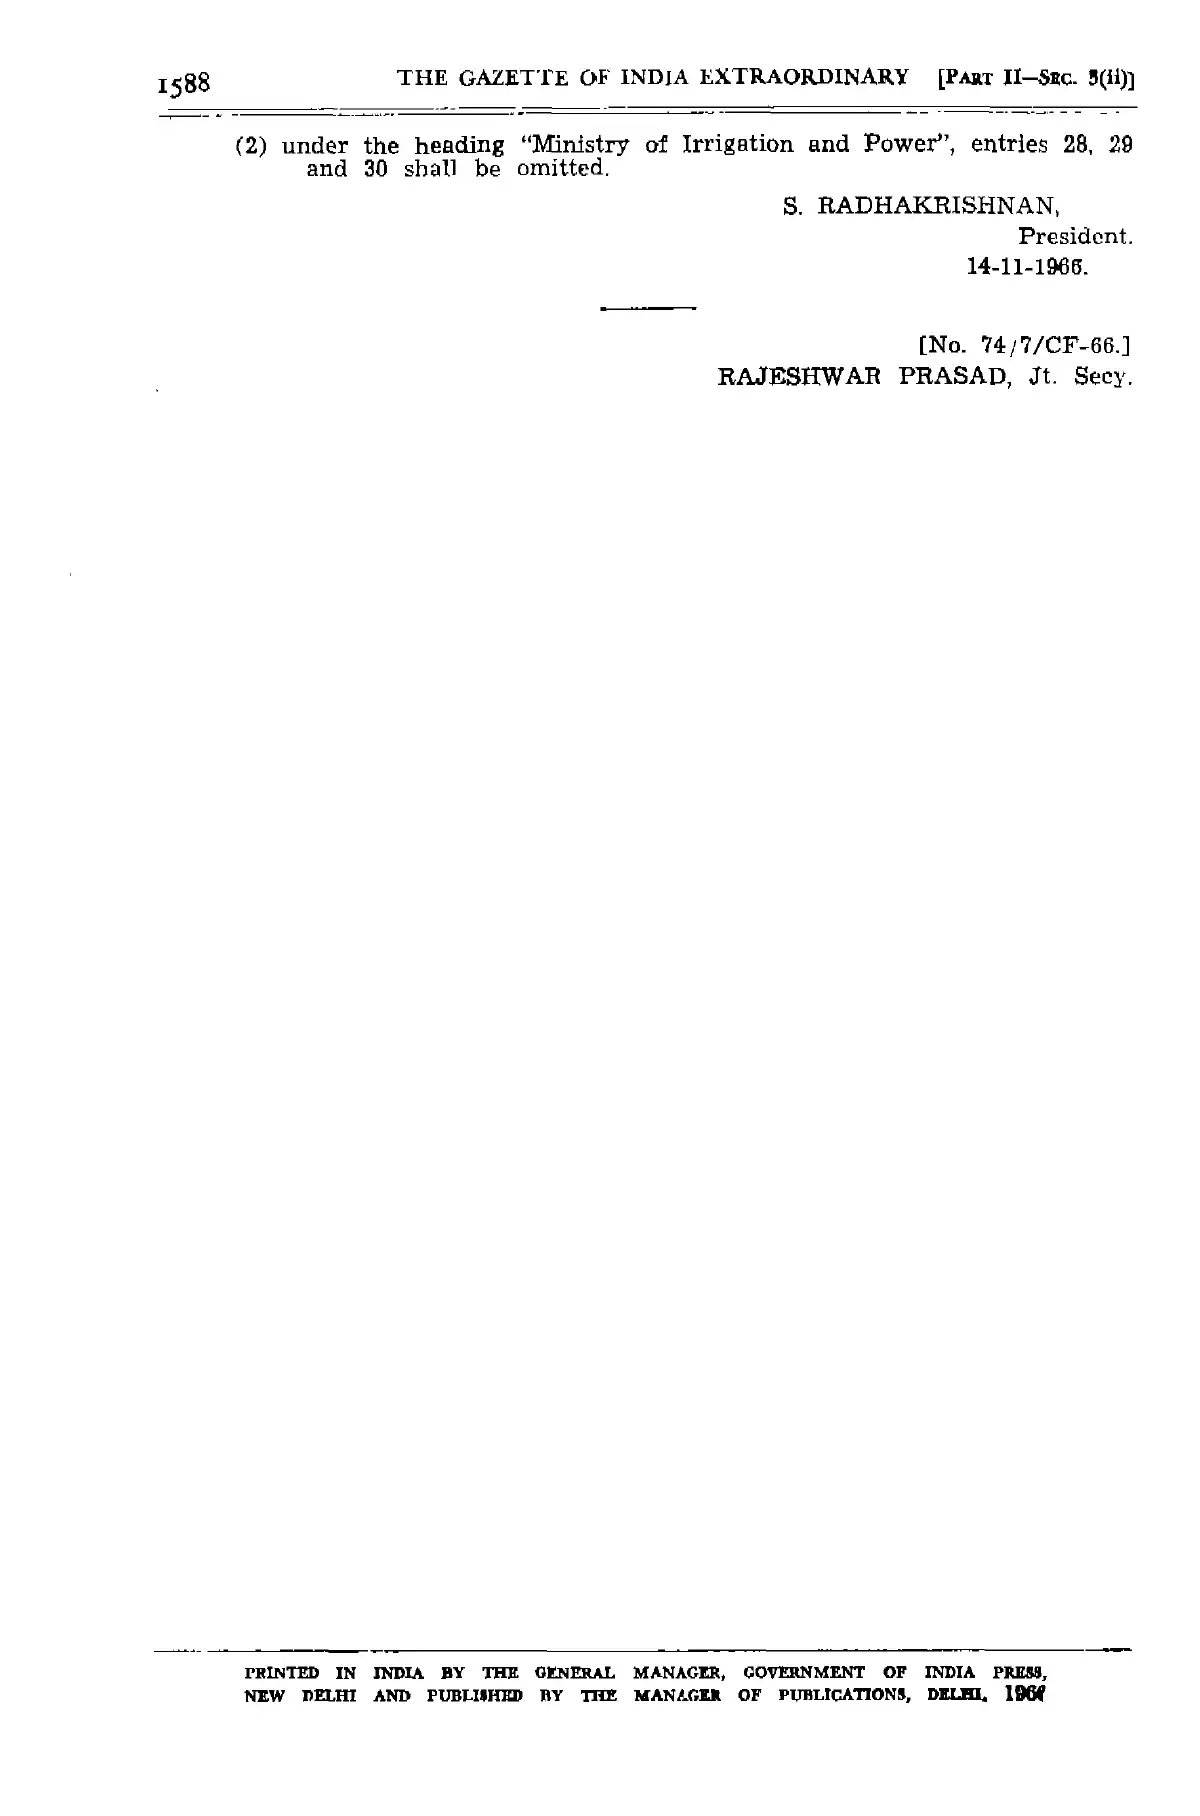 1588 THE GAZETTE OF INDIA EXTRAORDINARY [PART II—SEC. 3(ii)]
(2) under the heading “Ministry of Irrigation and Power”, entries 28, 29
and 30 shall be omitted.
S. RADHAKRISHNAN,
President.
14-11-1966.
[No. 74/7/CF-66.]
RAJESHWAR PRASAD, Jt. Secy.
PRINTED IN INDIA BY THE GENERAL MANAGER, GOVERNMENT OF INDIA PRESS,
NEW DELHI AND PUBLISHED BY THE MANAGER OF PUBLICATIONS, DELHI, 1966